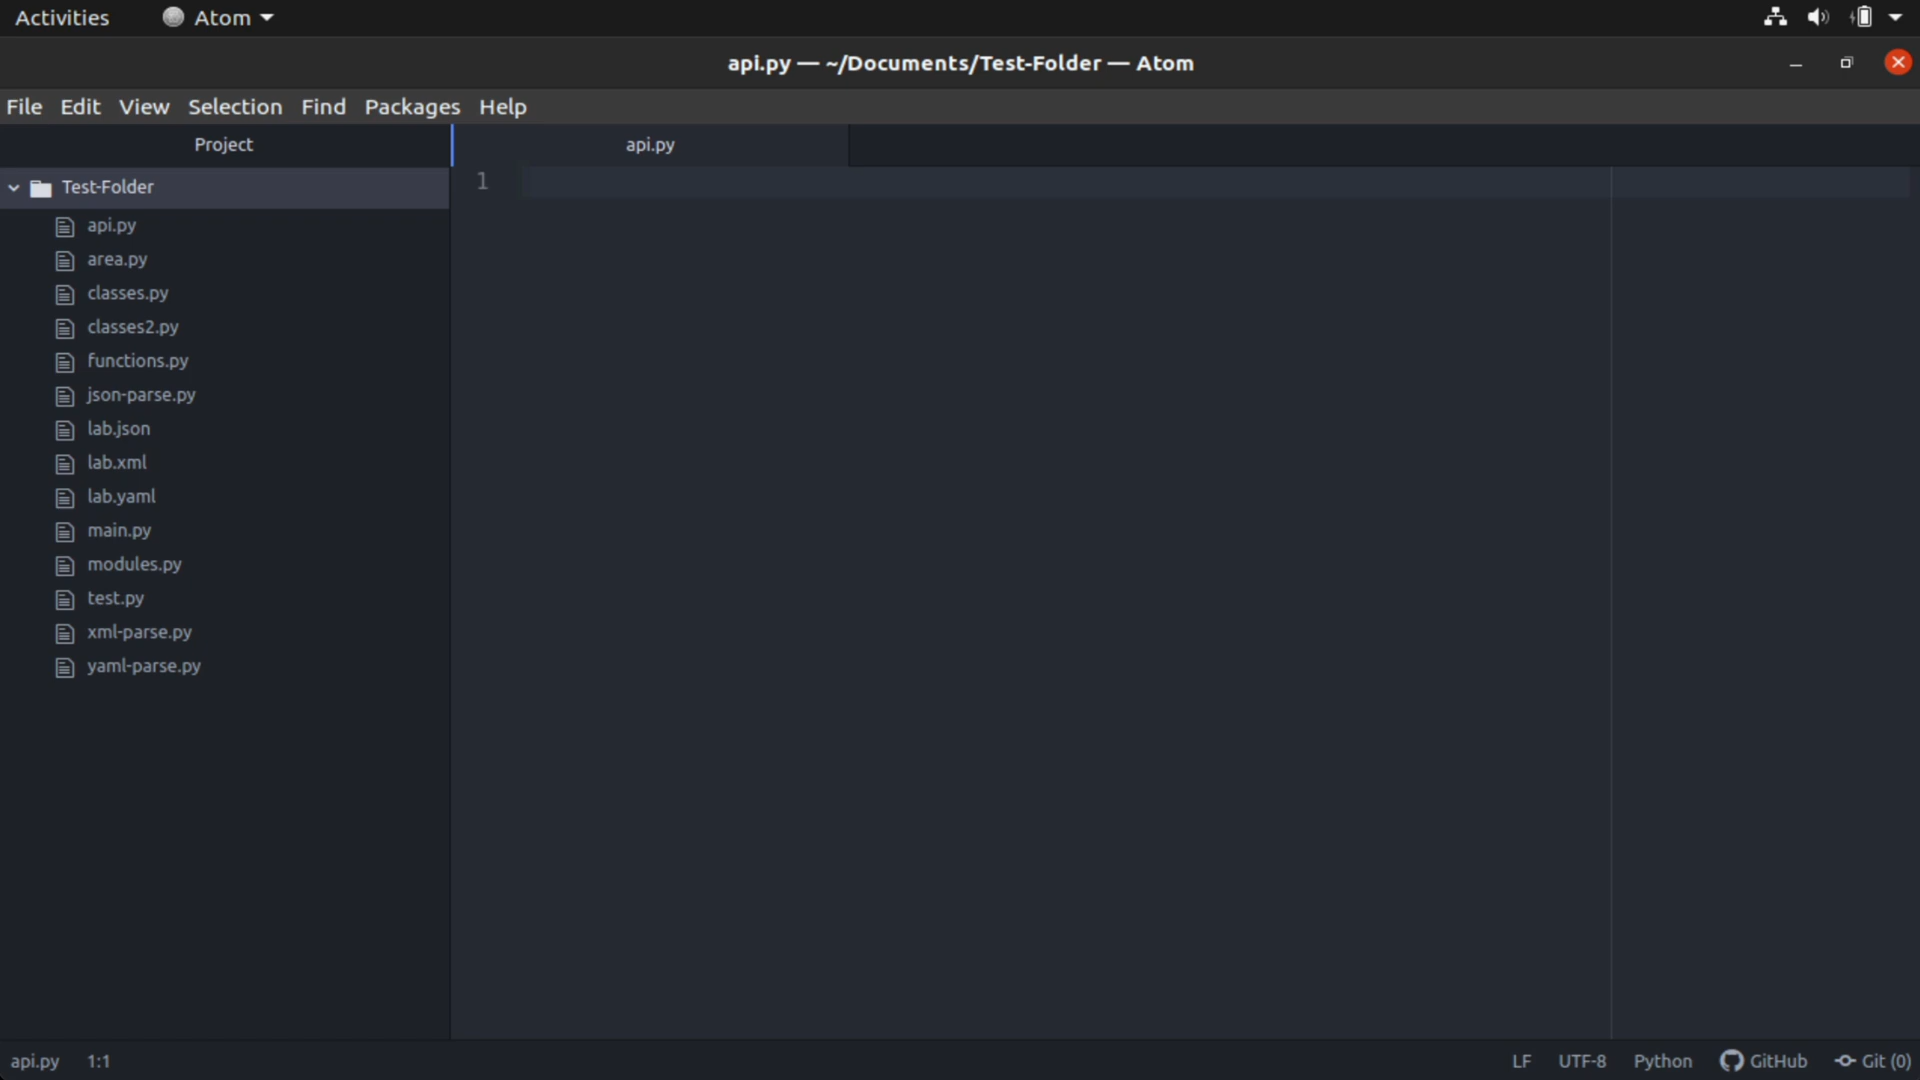 Activities Atom
api.py — ~/Documents/Test-Folder — Atom
File Edit View Selection Find Packages Help
Project
api.py
1
Test-Folder
api.py
area.py
classes.py
classes2.py
functions.py
json-parse.py
lab.json
lab.xml
lab.yaml
main.py
modules.py
test.py
xml-parse.py
yaml-parse.py
api.py 1:1 LF UTF-8 Python GitHub Git (0)